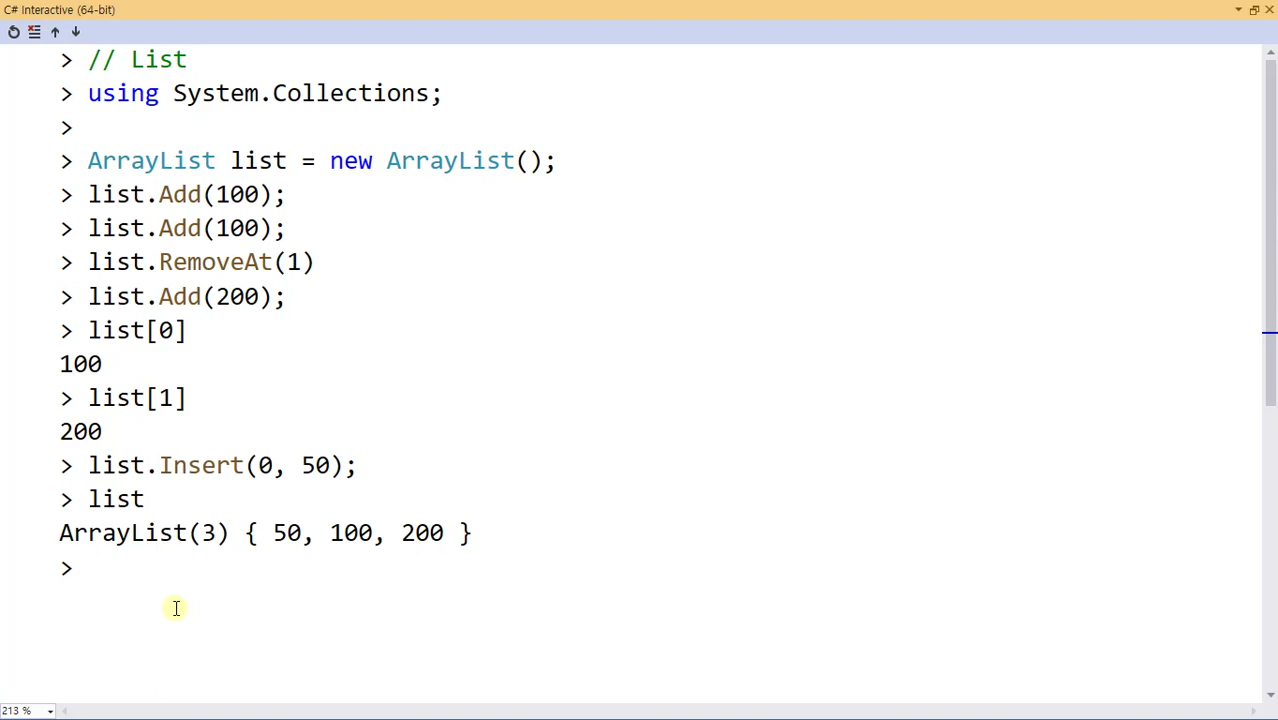 C# Interactive (64-bit)
> // List
> using System.Collections;
>
> ArrayList list = new ArrayList();
> list.Add(100);
> list.Add(100);
> list.RemoveAt(1)
> list.Add(200);
> list[0]
100
> list[1]
200
> list.Insert(0, 50);
> list
ArrayList(3) { 50, 100, 200 }
>
213 %